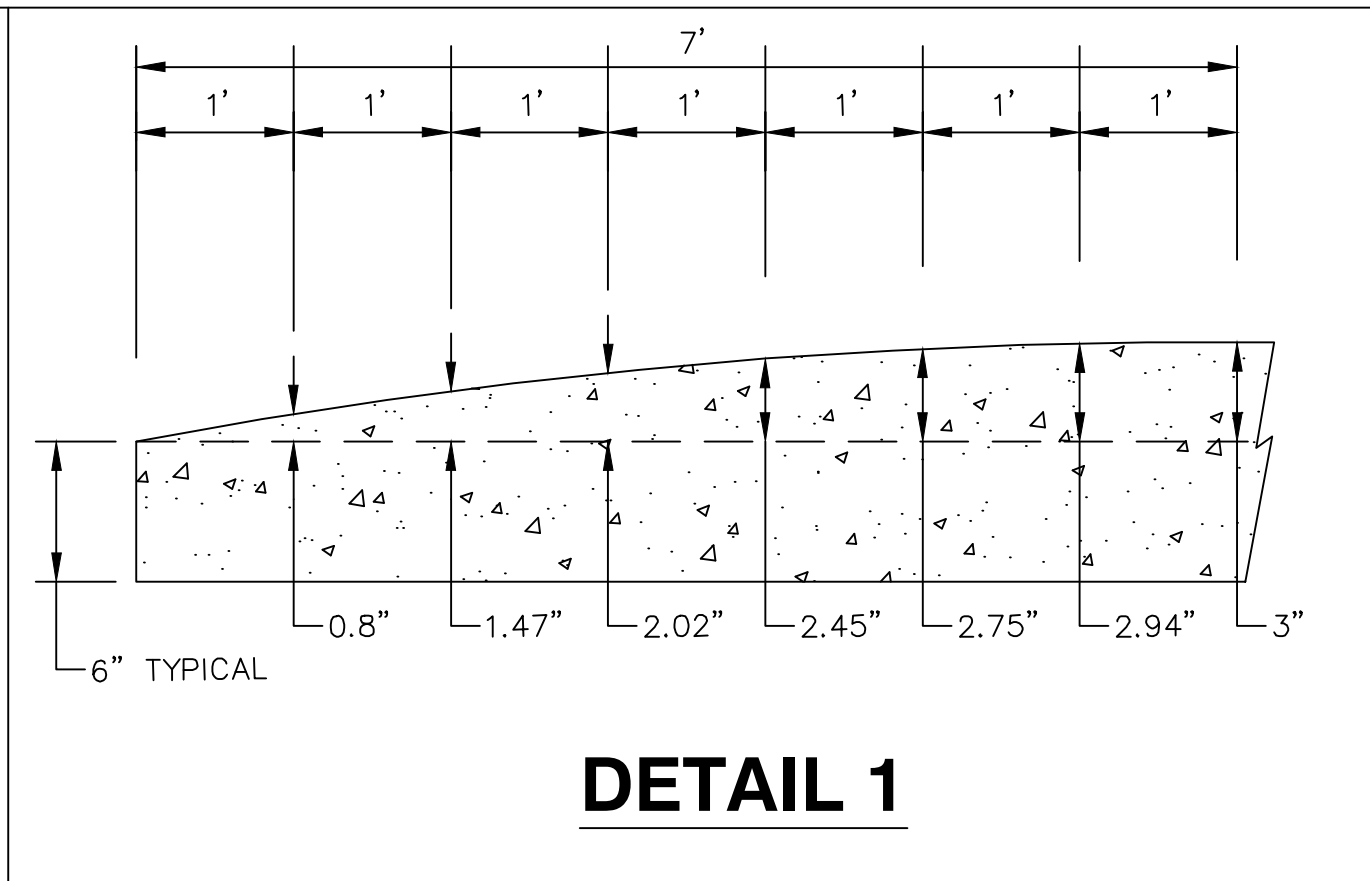 7’
1’ 1’ 1’ 1’ 1’ 1’ 1’
0.8” 1.47” 2.02” 2.45” 2.75” 2.94” 3”
6” TYPICAL
DETAIL 1